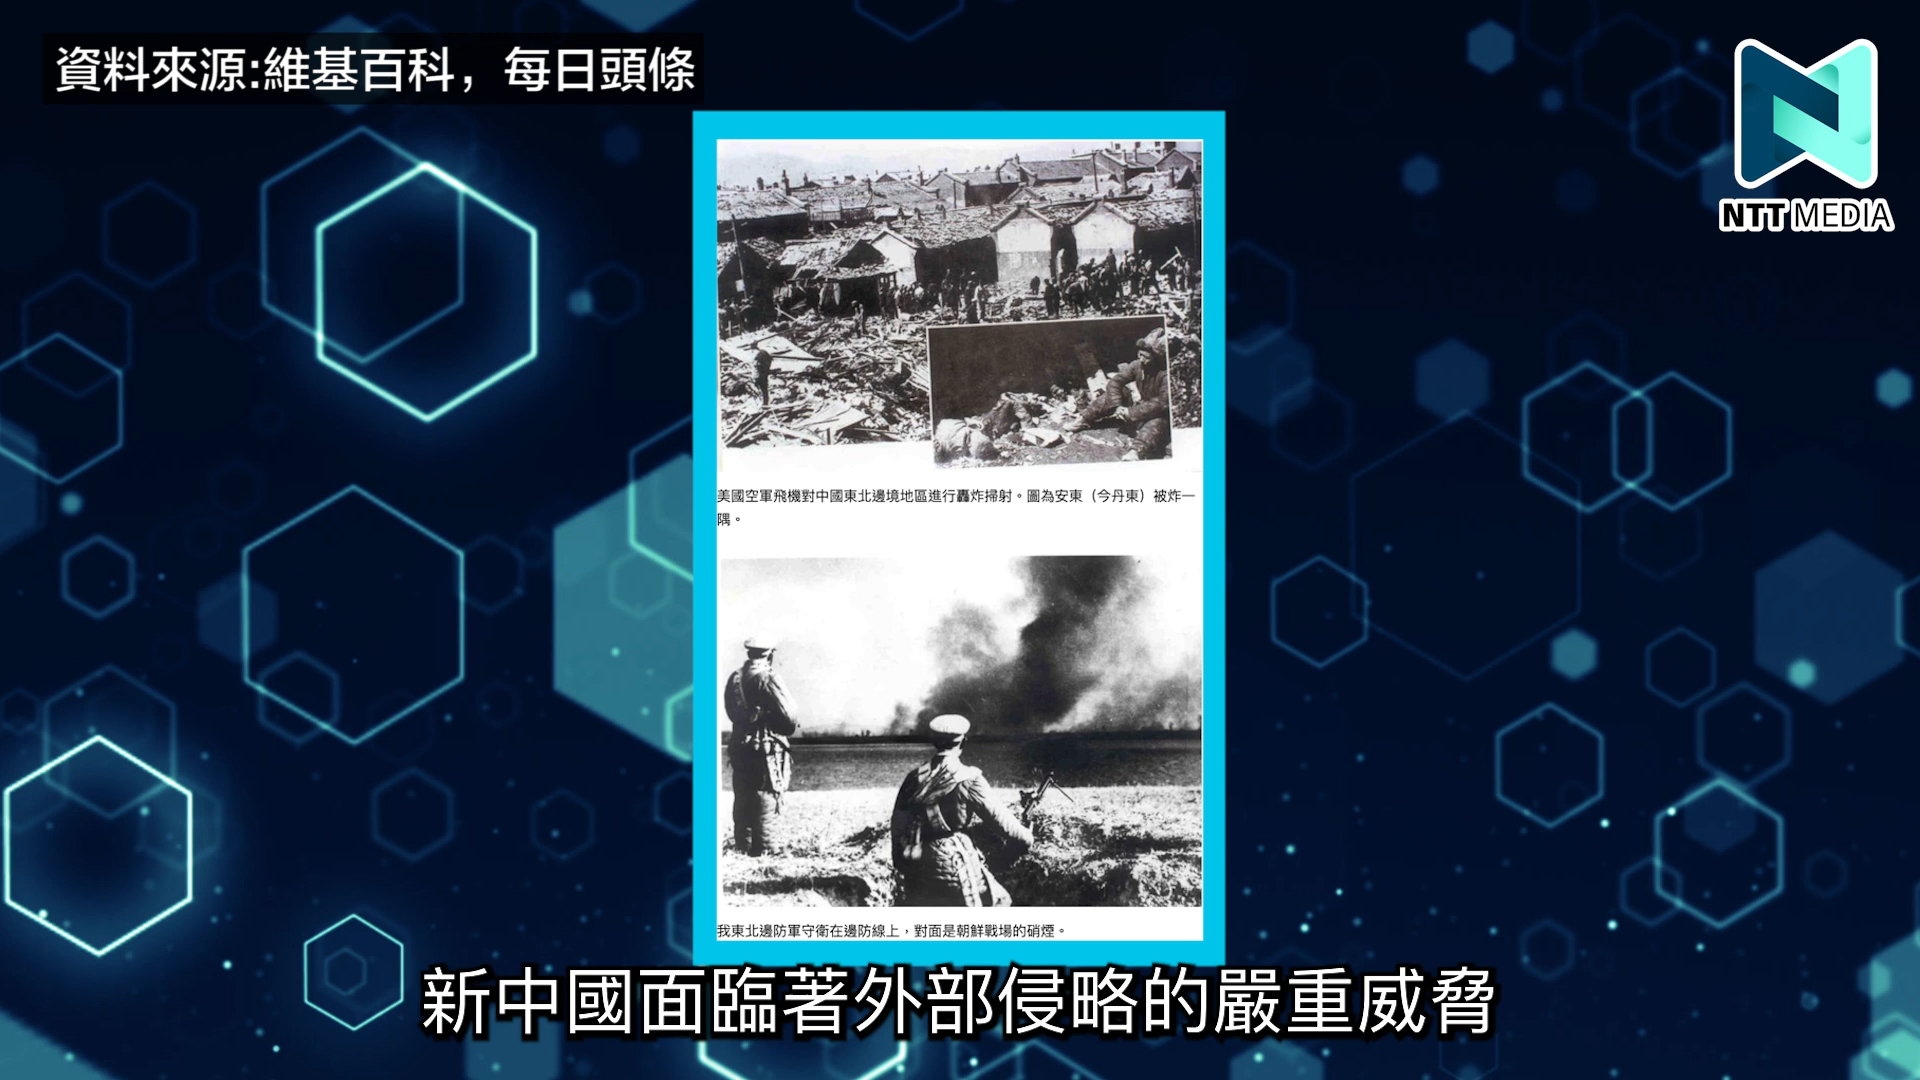 資料來源:維基百科，每日頭條
NTT MEDIA
美國空軍飛機對中國東北邊境地區進行轟炸掃射。圖為安東（今丹東）被炸一
隅。
我東北邊防軍守衛在邊防線上，對面是朝鮮戰場的硝煙。
新中國面臨著外部侵略的嚴重威脅